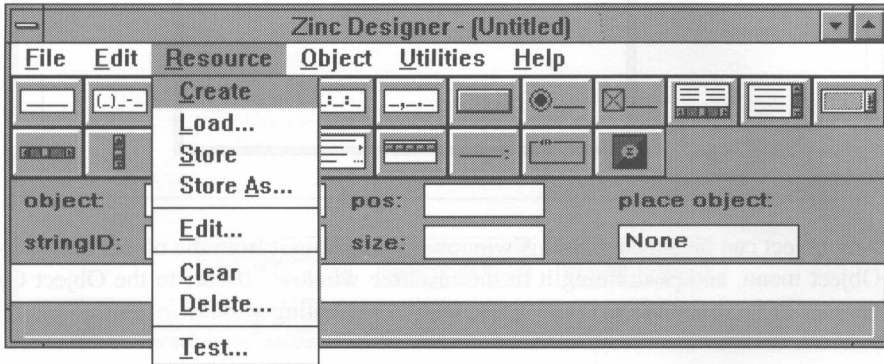 Zinc Designer - (Untitled)
File Edit Resource Object Utilities Help
Create
Load...
Store
Store As...
Edit...
Clear
Delete...
Test...
object:
pos:
place object:
stringID:
size:
None